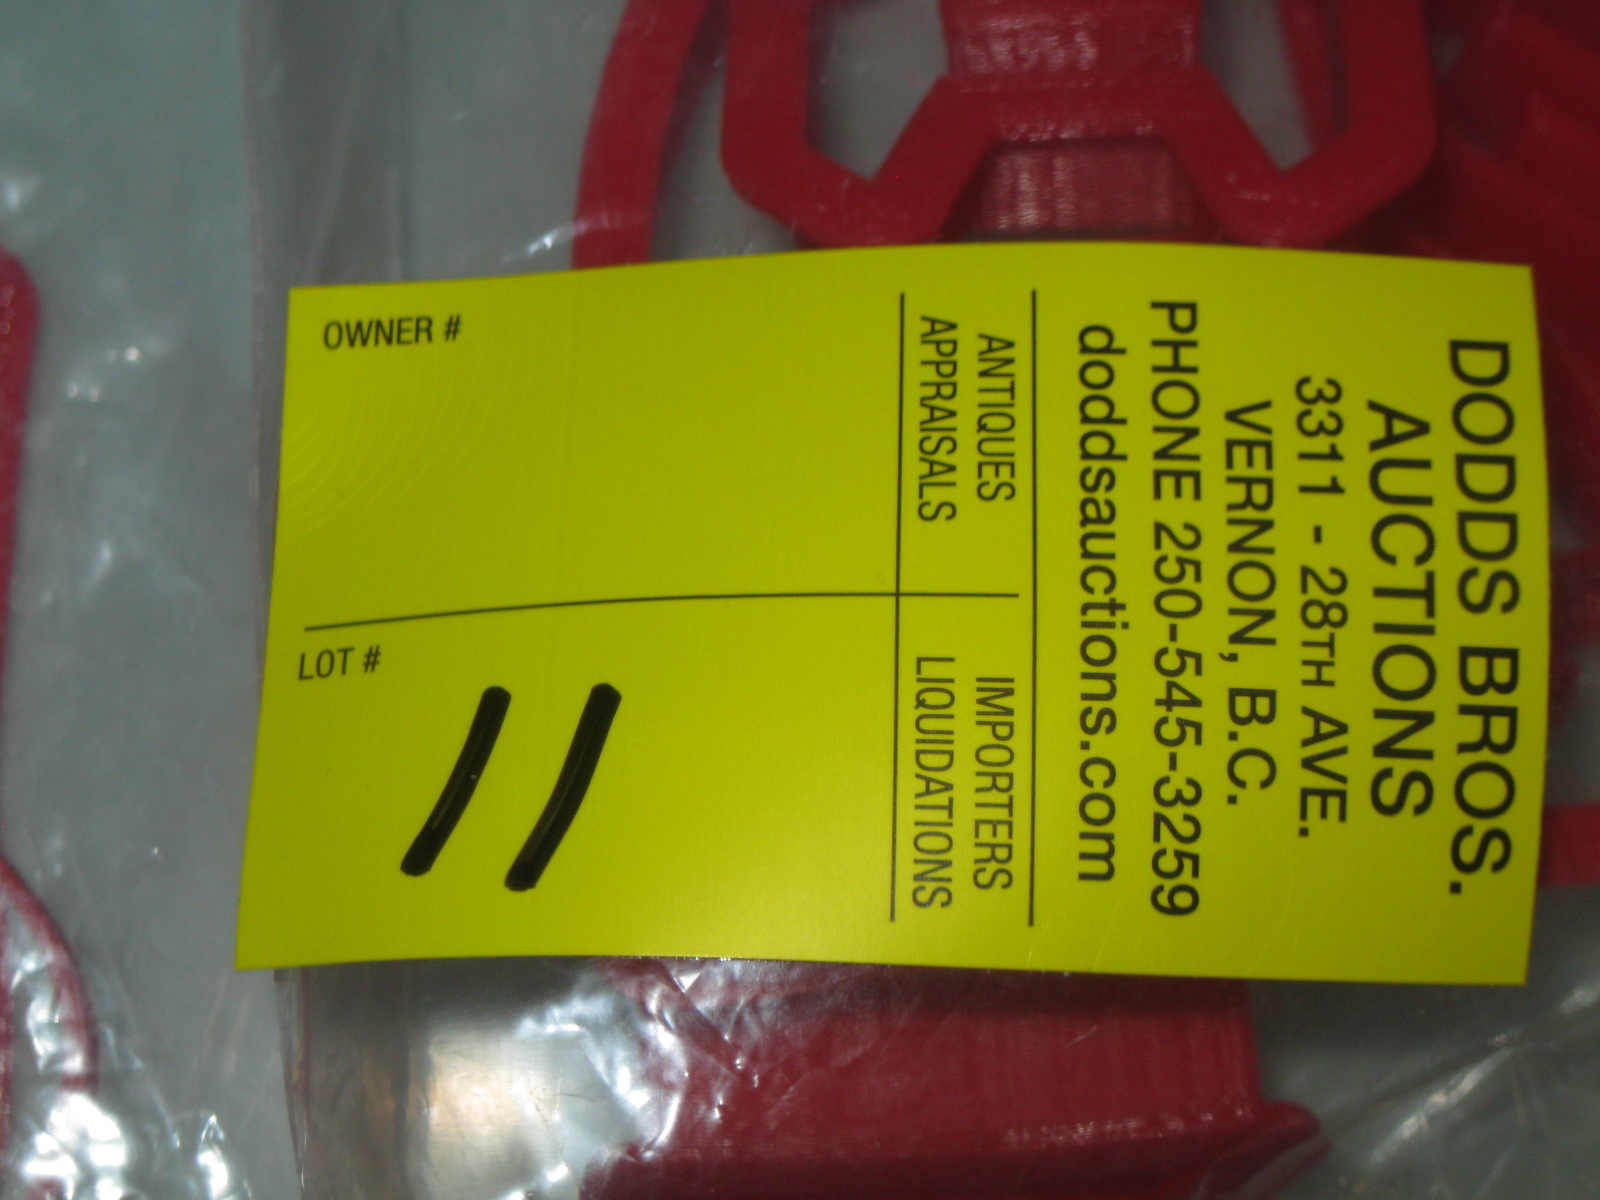 DODDS BROS.
AUCTIONS
3311 - 28TH AVE.
VERNON, B.C.
PHONE 250-545-3259
doddsauctions.com
ANTIQUES
APPRAISALS
IMPORTERS
LIQUIDATIONS
OWNER #
LOT #
11